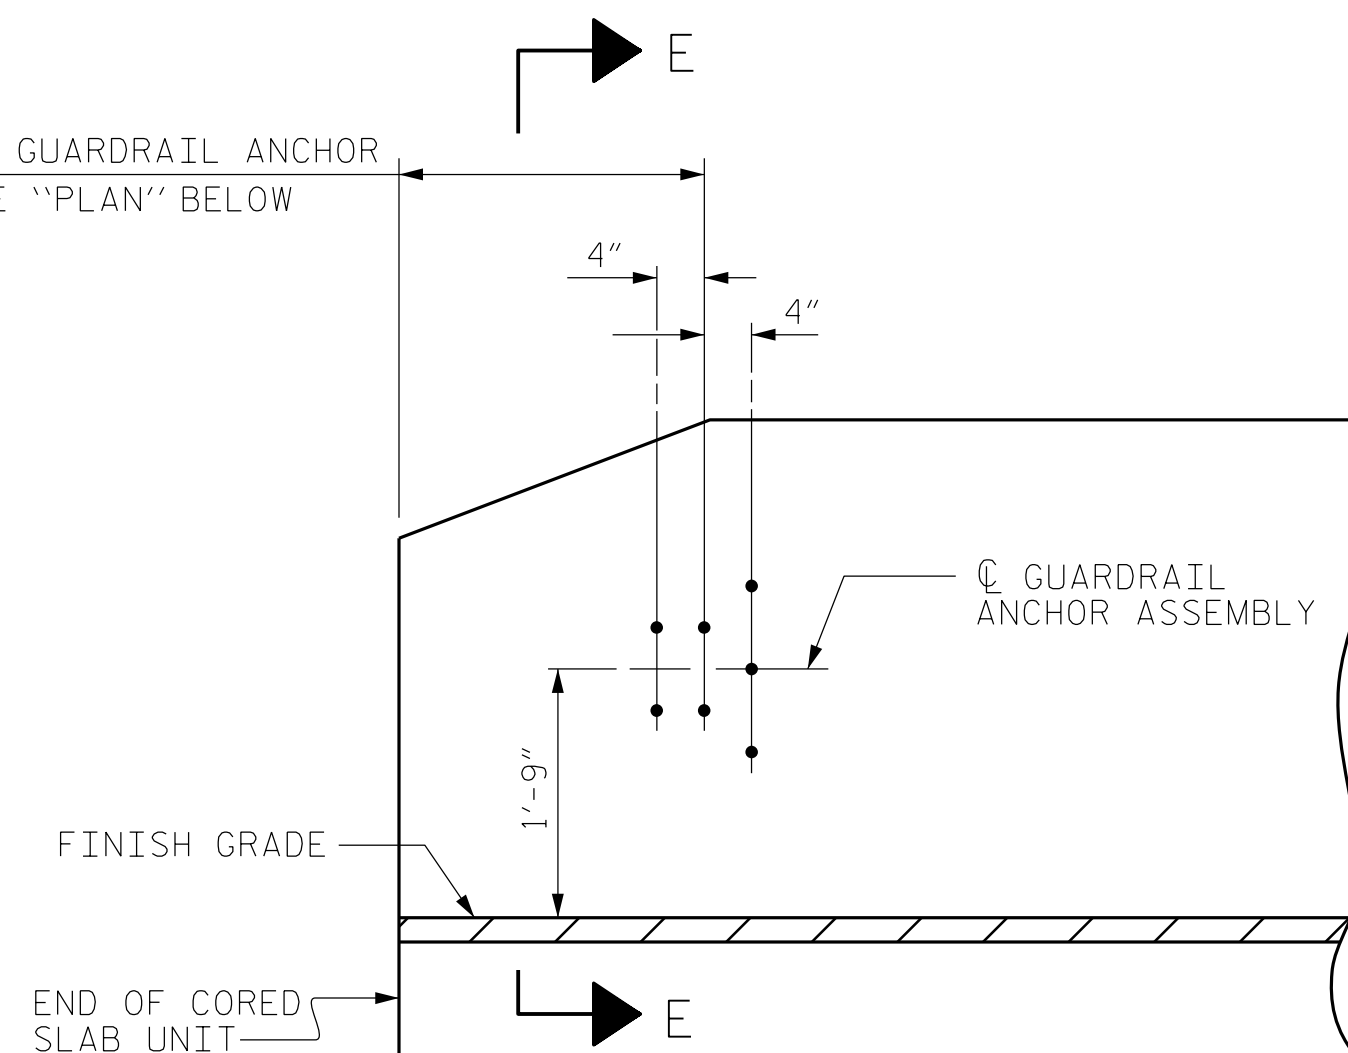 E
GUARDRAIL ANCHOR
E "PLAN" BELOW
4"
4"
℄ GUARDRAIL
ANCHOR ASSEMBLY
1'-9"
FINISH GRADE
END OF CORED
SLAB UNIT
E